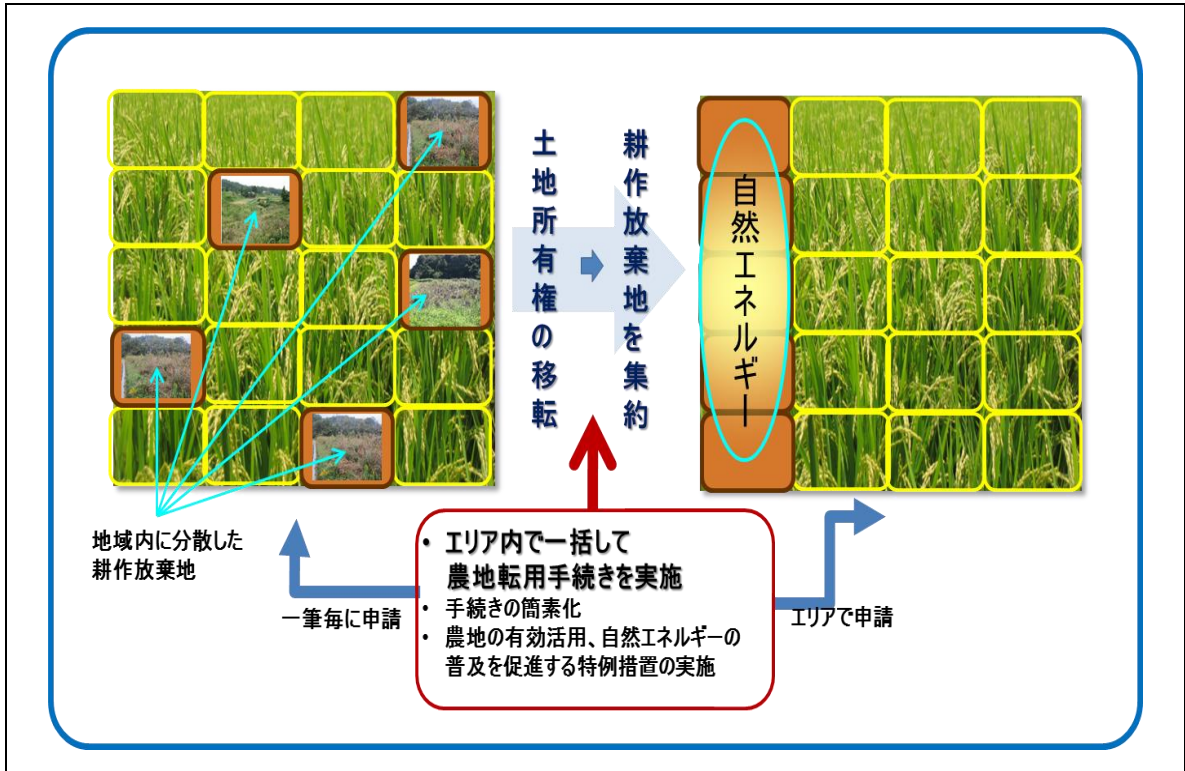 土地所有権の移転
耕作放棄地を集約
自然エネルギー
地域内に分散した
耕作放棄地
一筆毎に申請
・ エリア内で一括して
農地転用手続きを実施
・ 手続きの簡素化
・ 農地の有効活用、自然エネルギーの
普及を促進する特例措置の実施
エリアで申請